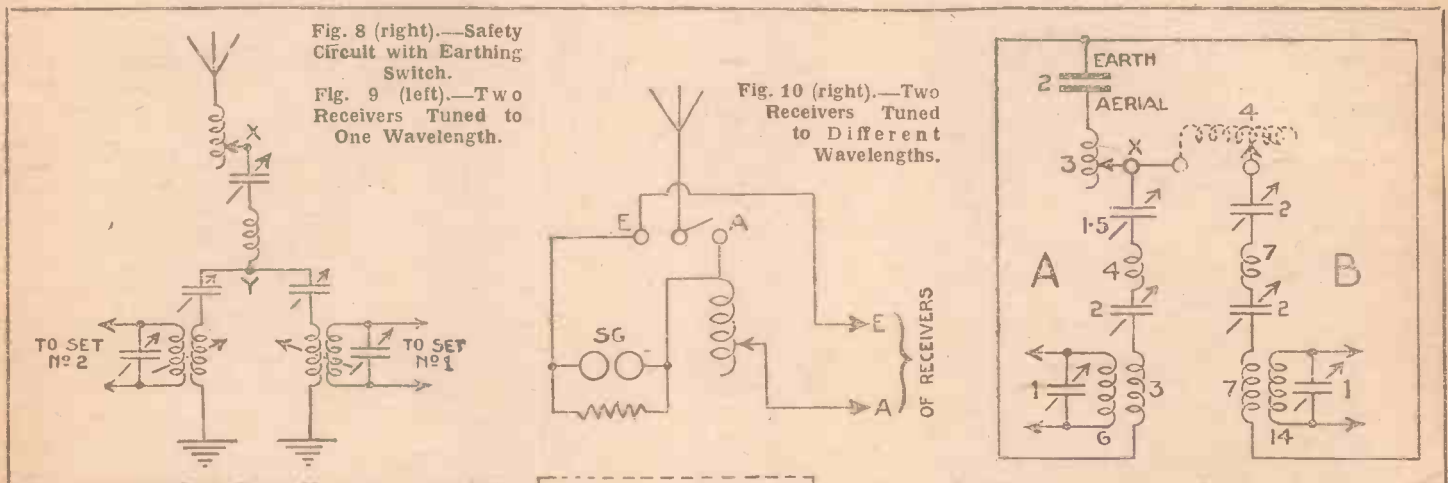 Fig. 8 (right).—Safety
Circuit with Earthing
Switch.
Fig. 9 (left).—Two
Receivers Tuned to
One Wavelength.
X
Y
TO SET
Nº 2
TO SET
Nº 1
Fig. 10 (right).—Two
Receivers Tuned
to Different
Wavelengths.
E
A
SG
E
A
OF RECEIVERS
EARTH
2
AERIAL
4
3
X
X
1·5
2
A
4
7
B
2
2
1
3
7
1
6
14